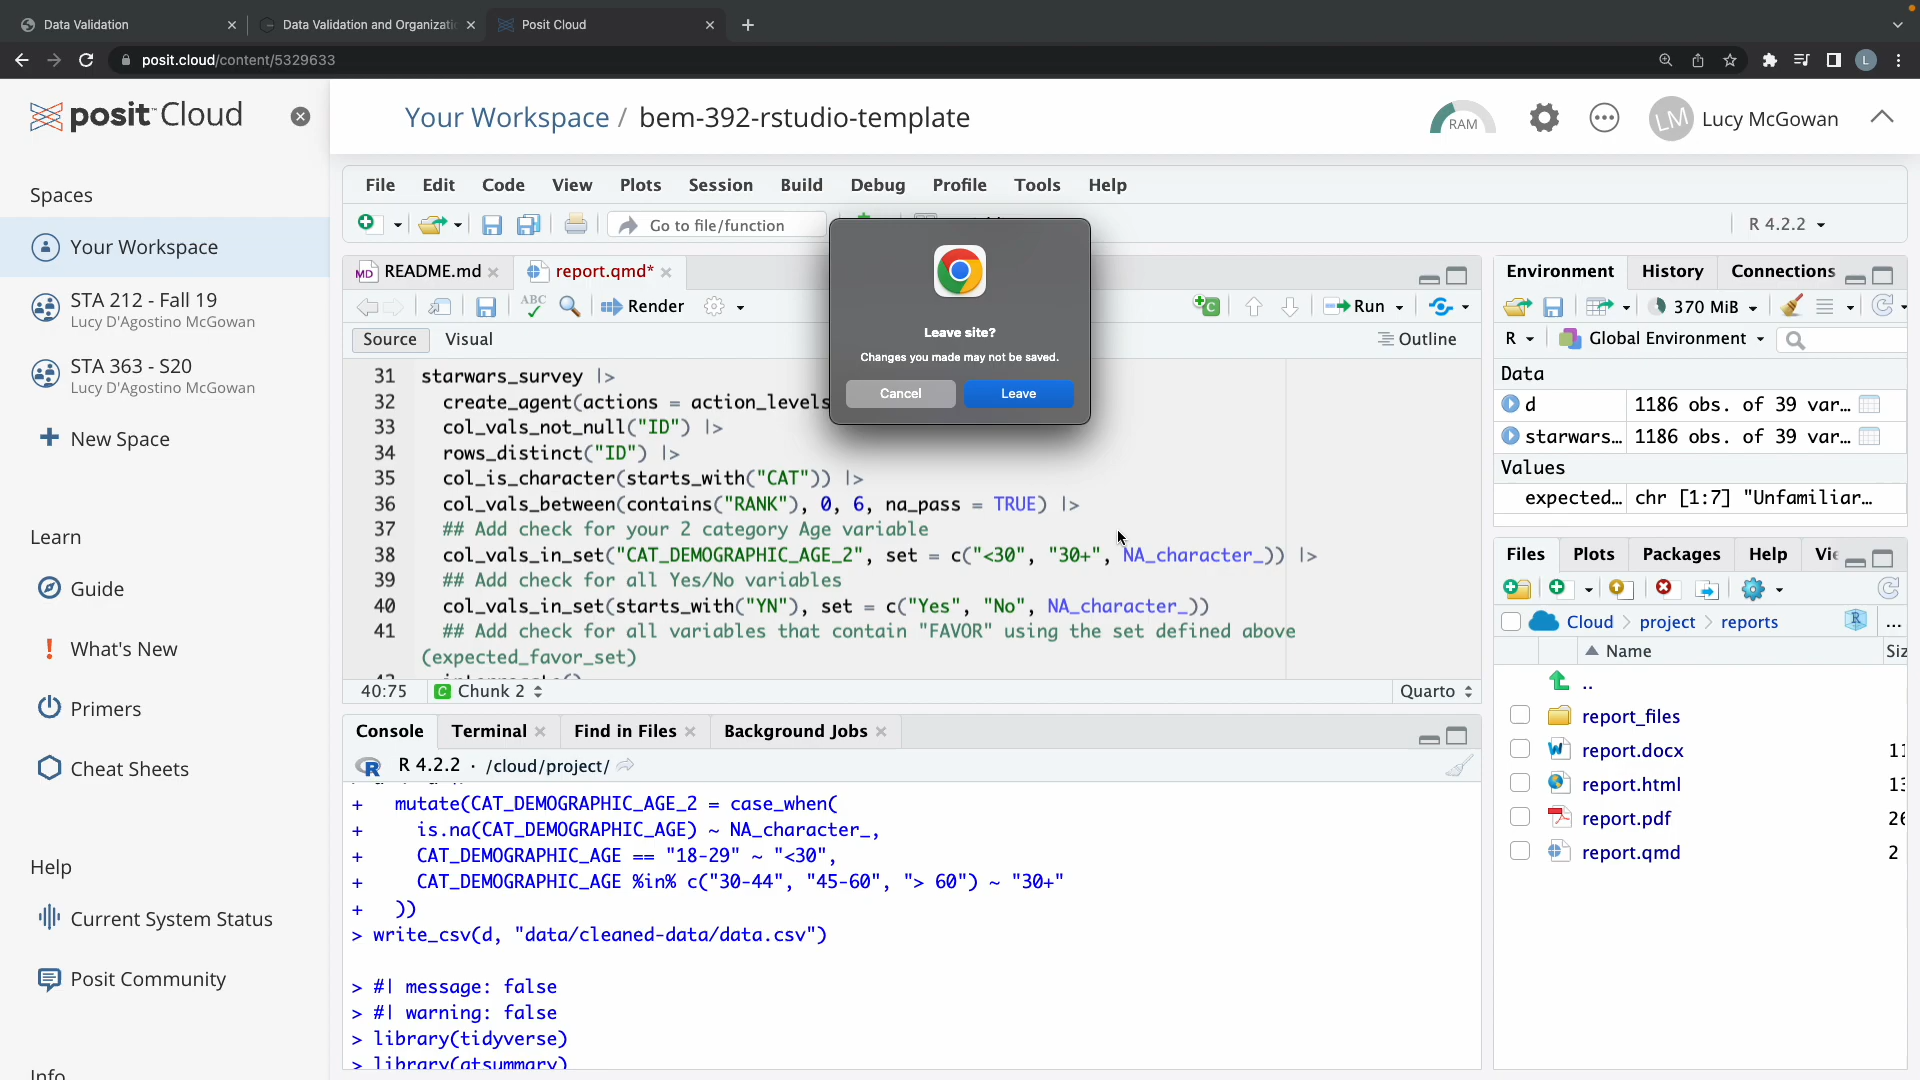 Data Validation
Data Validation and Organizatio
Posit Cloud
posit.cloud/content/5329633
L
posit Cloud
Your Workspace / bem-392-rstudio-template
RAM
LM
Lucy McGowan
Spaces
Your Workspace
STA 212 - Fall 19
Lucy D'Agostino McGowan
STA 363 - S20
Lucy D'Agostino McGowan
New Space
Learn
Guide
What's New
Primers
Cheat Sheets
Help
Current System Status
Posit Community
Info
File Edit Code View Plots Session Build Debug Profile Tools Help
Go to file/function
R 4.2.2
MD README.md
report.qmd*
ABC
Render
Run
Source Visual
Outline
Leave site?
Changes you made may not be saved.
Cancel
Leave
31 starwars_survey |>
32 create_agent(actions = action_levels
33 col_vals_not_null("ID") |>
34 rows_distinct("ID") |>
35 col_is_character(starts_with("CAT")) |>
36 col_vals_between(contains("RANK"), 0, 6, na_pass = TRUE) |>
37 ## Add check for your 2 category Age variable
38 col_vals_in_set("CAT_DEMOGRAPHIC_AGE_2", set = c("<30", "30+", NA_character_)) |>
39 ## Add check for all Yes/No variables
40 col_vals_in_set(starts_with("YN"), set = c("Yes", "No", NA_character_))
41 ## Add check for all variables that contain "FAVOR" using the set defined above
(expected_favor_set)
40:75 C Chunk 2
Quarto
Console Terminal Find in Files Background Jobs
R R 4.2.2 · /cloud/project/
+ mutate(CAT_DEMOGRAPHIC_AGE_2 = case_when(
+ is.na(CAT_DEMOGRAPHIC_AGE) ~ NA_character_,
+ CAT_DEMOGRAPHIC_AGE == "18-29" ~ "<30",
+ CAT_DEMOGRAPHIC_AGE %in% c("30-44", "45-60", "> 60") ~ "30+"
+ ))
> write_csv(d, "data/cleaned-data/data.csv")
> #| message: false
> #| warning: false
> library(tidyverse)
> library(gtsummary)
Environment History Connections
370 MiB
R Global Environment
Data
d 1186 obs. of 39 var…
starwars… 1186 obs. of 39 var…
Values
expected… chr [1:7] "Unfamiliar…
Files Plots Packages Help Vie
Cloud project reports
R
...
Name
Siz
..
report_files
report.docx 11
report.html 13
report.pdf 26
report.qmd 2